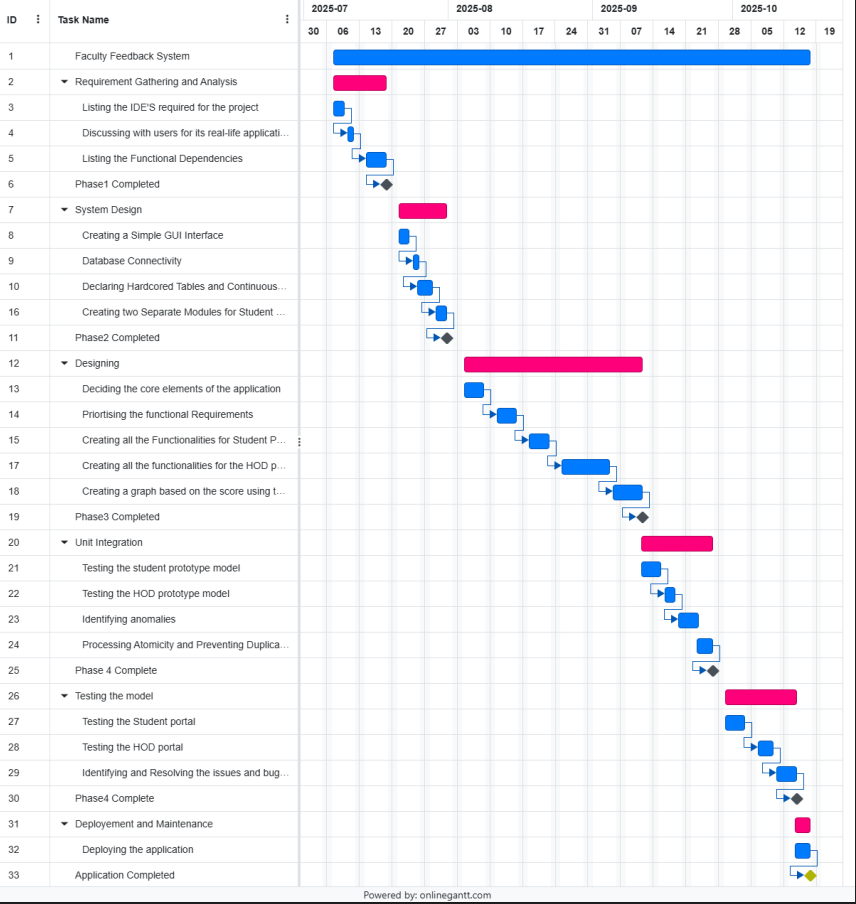 2025-07 2025-08 2025-09 2025-10
ID Task Name
30 06 13 20 27 03 10 17 24 31 07 14 21 28 05 12 19
1 Faculty Feedback System
2 Requirement Gathering and Analysis
3 Listing the IDE'S required for the project
4 Discussing with users for its real-life applicati...
5 Listing the Functional Dependencies
6 Phase1 Completed
7 System Design
8 Creating a Simple GUI Interface
9 Database Connectivity
10 Declaring Hardcored Tables and Continuous...
16 Creating two Separate Modules for Student ...
11 Phase2 Completed
12 Designing
13 Deciding the core elements of the application
14 Priortising the functional Requirements
15 Creating all the Functionalities for Student P...
17 Creating all the functionalities for the HOD p...
18 Creating a graph based on the score using t...
19 Phase3 Completed
20 Unit Integration
21 Testing the student prototype model
22 Testing the HOD prototype model
23 Identifying anomalies
24 Processing Atomicity and Preventing Duplica...
25 Phase 4 Complete
26 Testing the model
27 Testing the Student portal
28 Testing the HOD portal
29 Identifying and Resolving the issues and bug...
30 Phase4 Complete
31 Deployement and Maintenance
32 Deploying the application
33 Application Completed
Powered by: onlinegantt.com